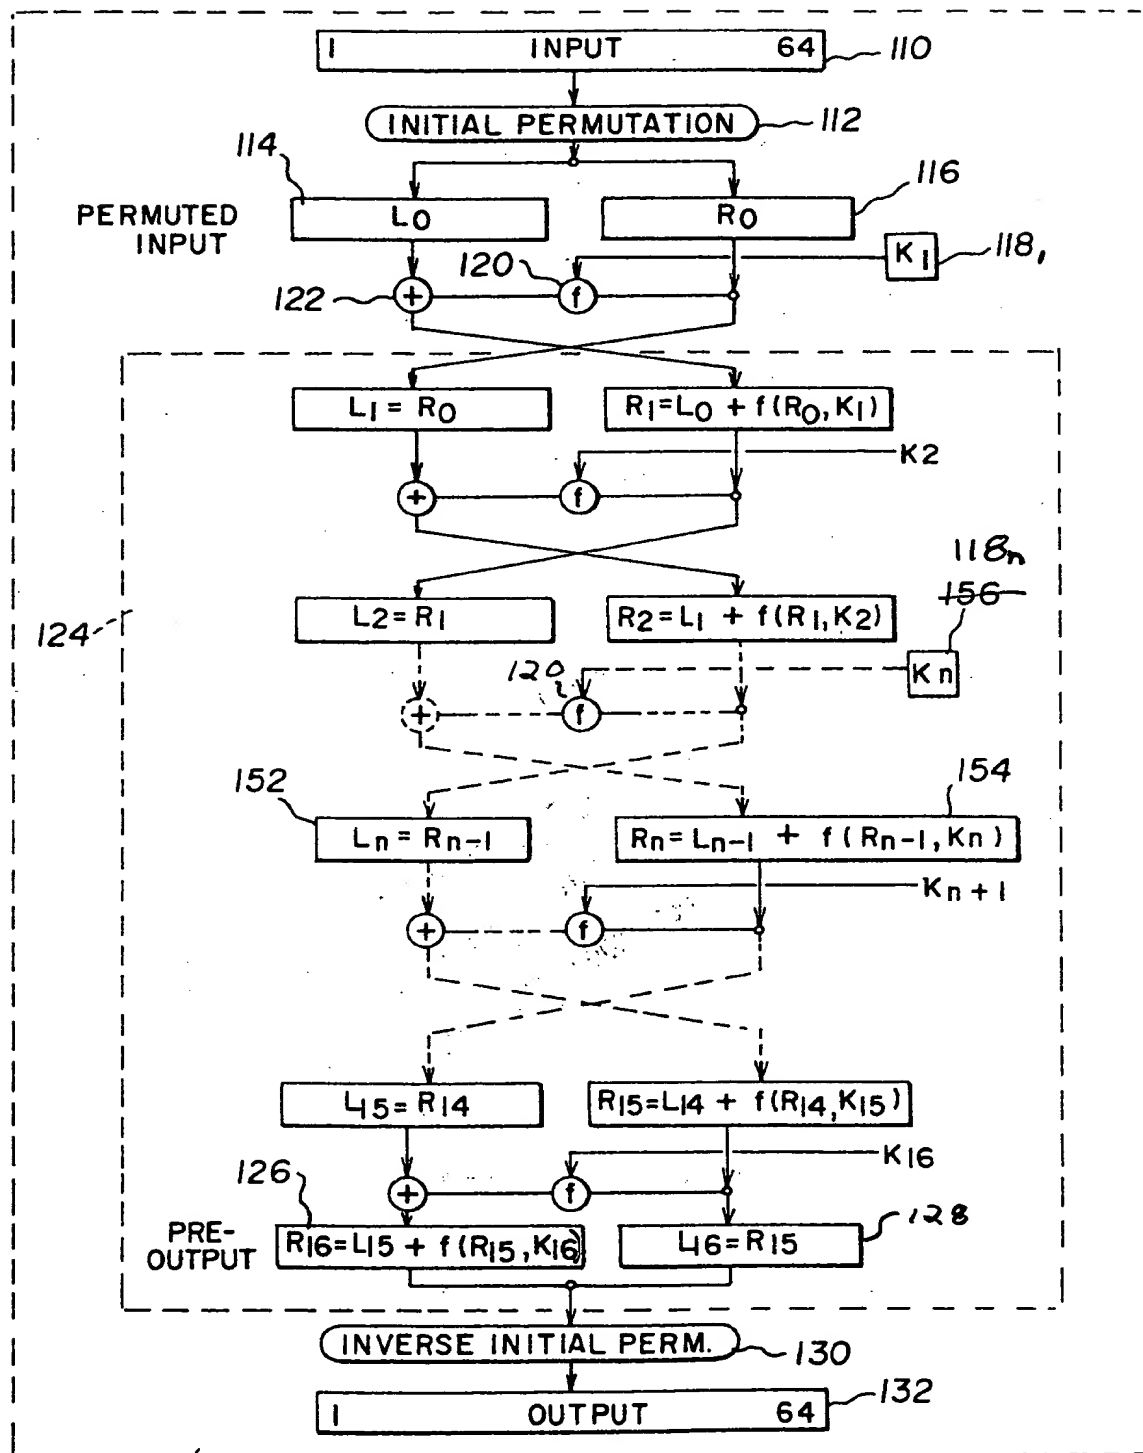 1 INPUT 64
110
INITIAL PERMUTATION
112
114
116
PERMUTED
INPUT
L0
R0
120
K1
118,
122
+
f
L1 = R0
R1=L0 + f(R0,K1)
K2
+
f
118n
156
124
L2 = R1
R2=L1 + f(R1,K2)
120
Kn
+
f
152
154
Ln = Rn-1
Rn=Ln-1 + f(Rn-1,Kn)
Kn+1
+
f
L15=R14
R15=L14 + f(R14,K15)
K16
126
+
f
128
PRE-
OUTPUT
R16=L15 + f(R15,K16)
L16=R15
INVERSE INITIAL PERM.
130
132
1 OUTPUT 64